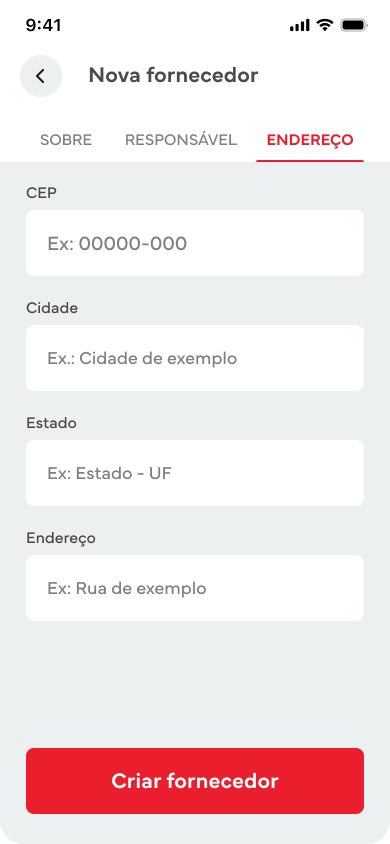 9:41
Nova fornecedor
SOBRE RESPONSÁVEL ENDEREÇO
CEP
Ex: 00000-000
Cidade
Ex.: Cidade de exemplo
Estado
Ex: Estado - UF
Endereço
Ex: Rua de exemplo
Criar fornecedor